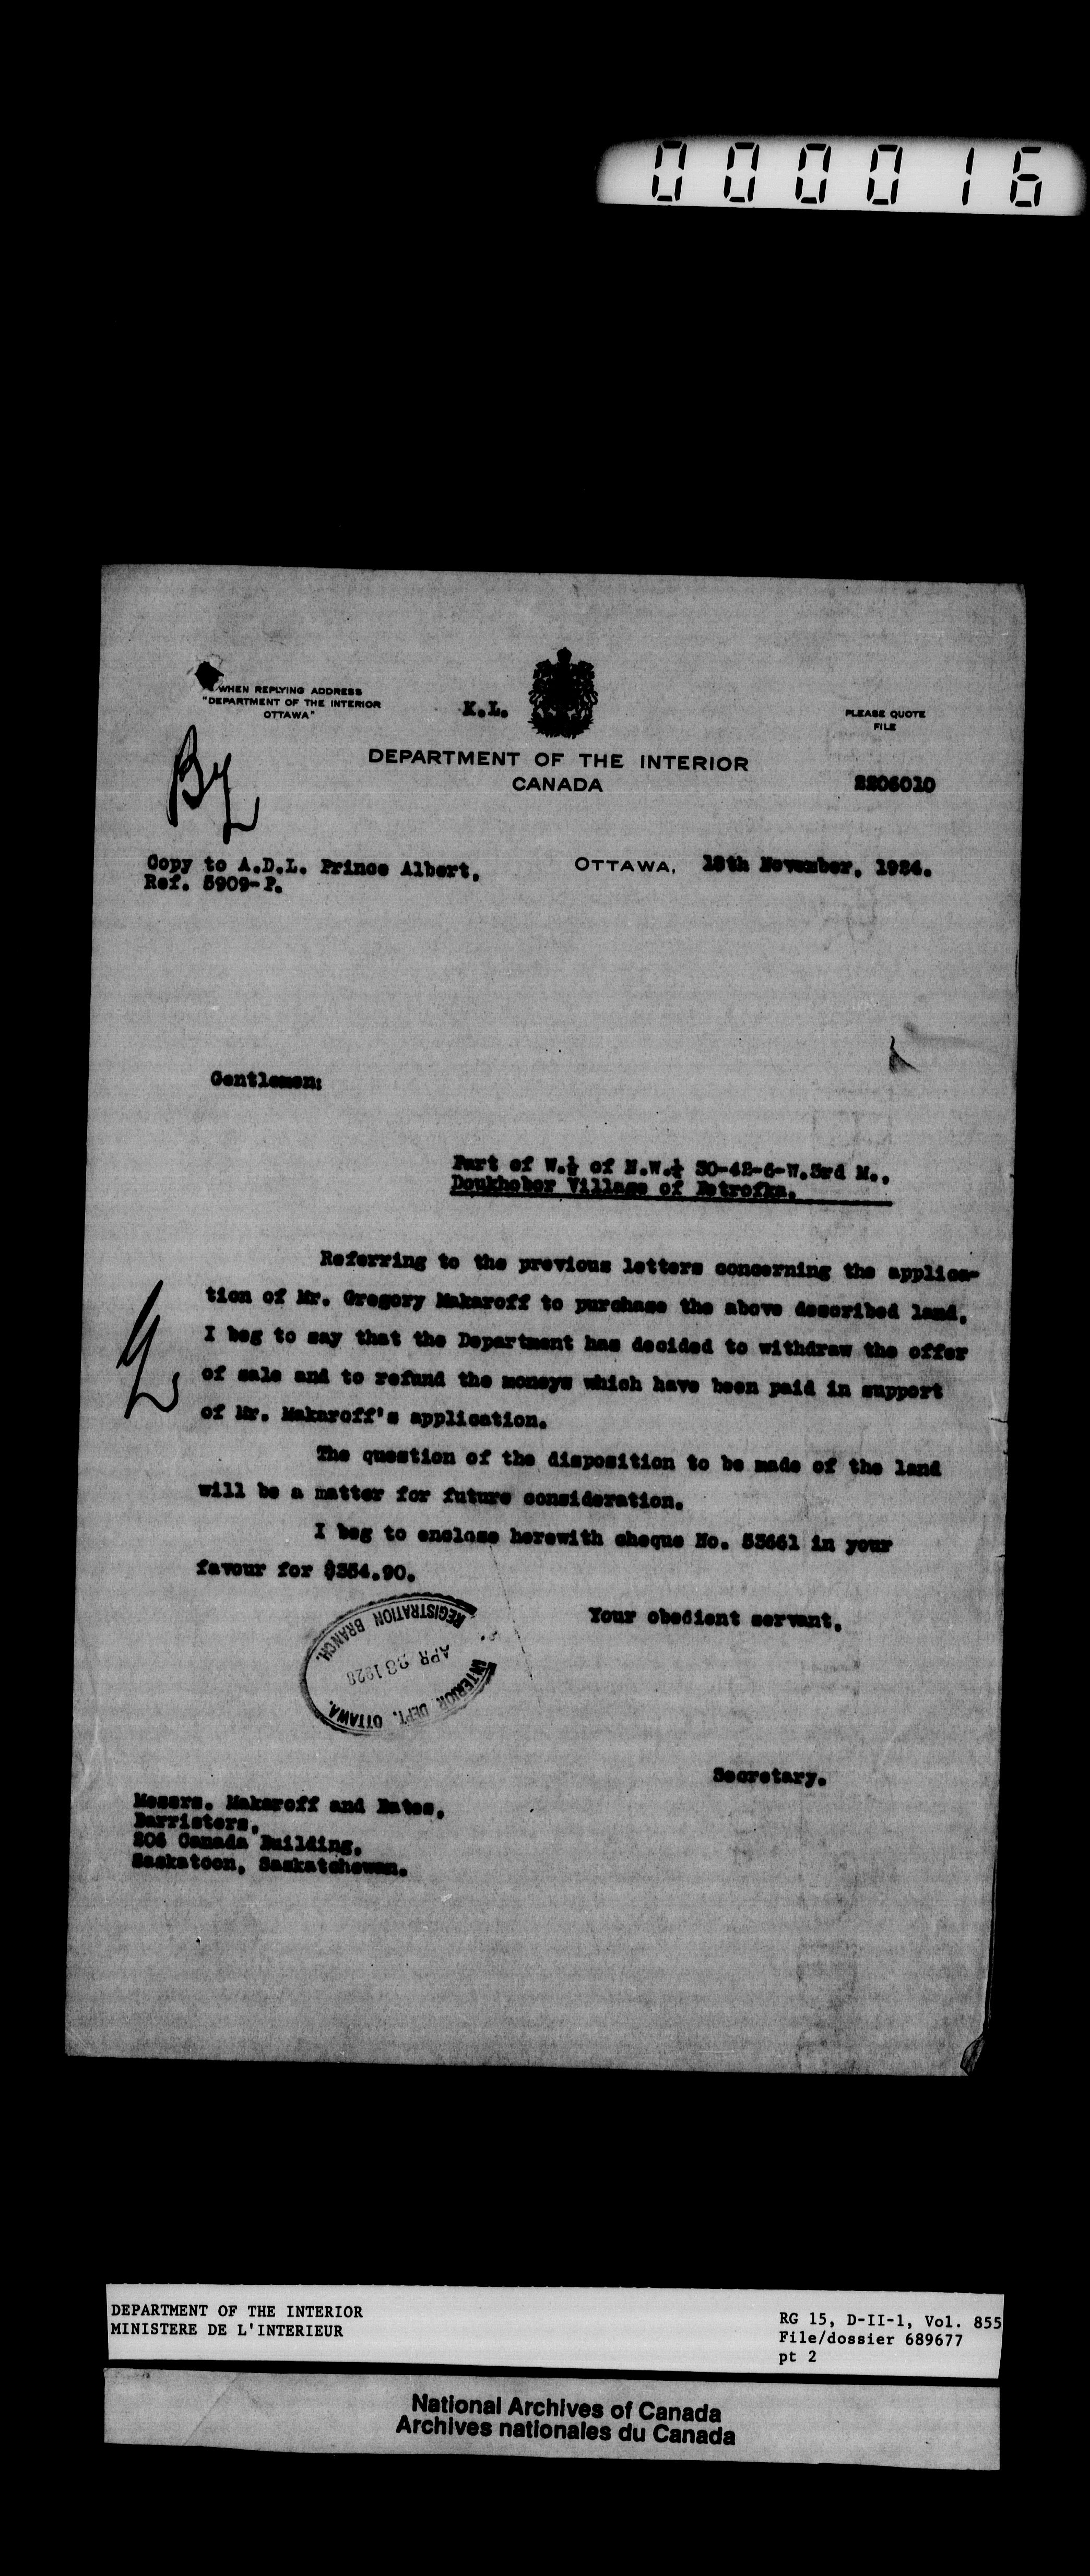 000016
WHEN REPLYING ADDRESS
"DEPARTMENT OF THE INTERIOR
OTTAWA"
K.L.
PLEASE QUOTE
FILE
DEPARTMENT OF THE INTERIOR
CANADA
2206010
By
Copy to A.D.L. Prince Albert,
Ref. 5909-P.
OTTAWA, 18th November, 1924.
Gentlemen:
Part of W.½ of N.W.¼ 30-42-6-W.3rd M.,
Doukhobor Village of Petrofka.
Referring to the previous letters concerning the applica-
tion of Mr. Gregory Makaroff to purchase the above described land,
I beg to say that the Department has decided to withdraw the offer
of sale and to refund the moneys which have been paid in support
of Mr. Makaroff's application.
The question of the disposition to be made of the land
will be a matter for future consideration.
I beg to enclose herewith cheque No. 53661 in your
favour for $354.90.
Your obedient servant,
REGISTRATION BRANCH.
APR 23 1928
INTERIOR DEPT. OTTAWA.
Secretary.
Messrs. Makaroff and Bates,
Barristers,
206 Canada Building,
Saskatoon, Saskatchewan.
DEPARTMENT OF THE INTERIOR
MINISTERE DE L'INTERIEUR
RG 15, D-II-1, Vol. 855
File/dossier 689677
pt 2
National Archives of Canada
Archives nationales du Canada